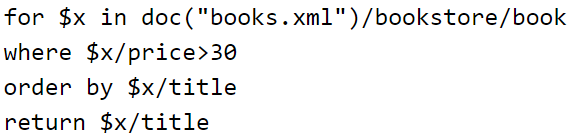 for $x in doc("books.xml")/bookstore/book
where $x/price>30
order by $x/title
return $x/title